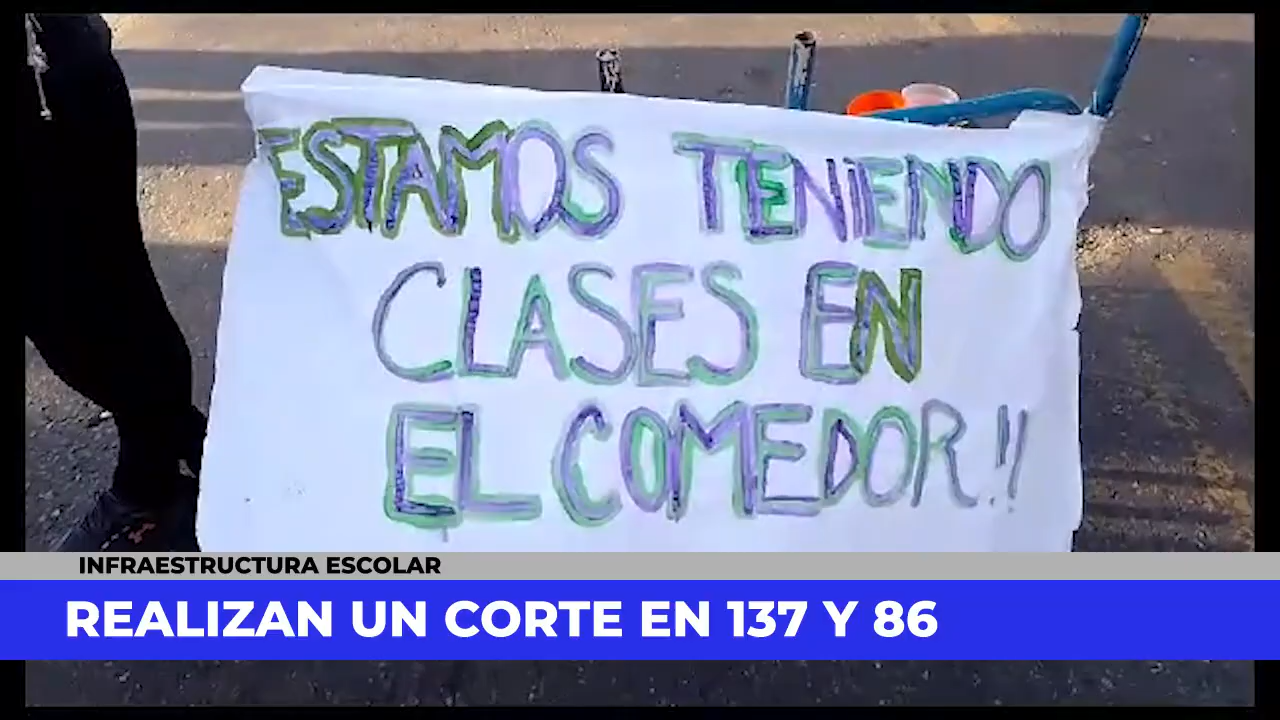 ESTAMOS TENIENDO
CLASES EN
EL COMEDOR!!
INFRAESTRUCTURA ESCOLAR
REALIZAN UN CORTE EN 137 Y 86